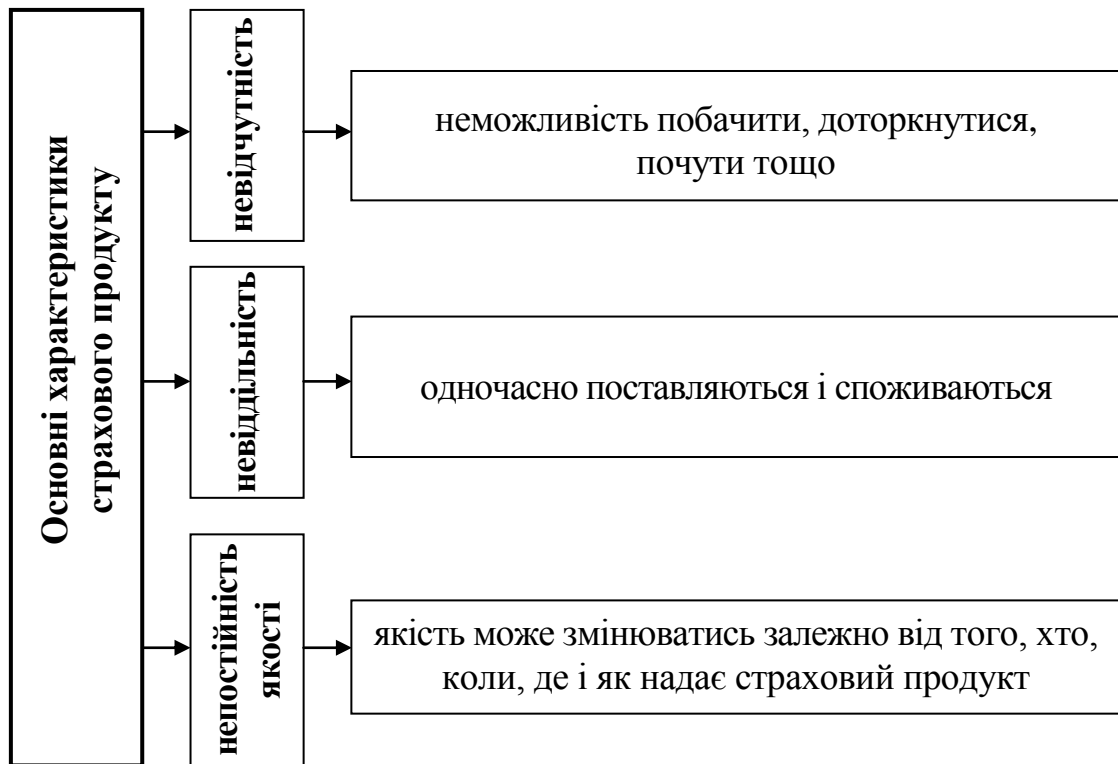 Основні характеристики
страхового продукту
невідчутність
неможливість побачити, доторкнутися,
почути тощо
невіддільність
одночасно поставляються і споживаються
непостійність
якості
якість може змінюватись залежно від того, хто,
коли, де і як надає страховий продукт